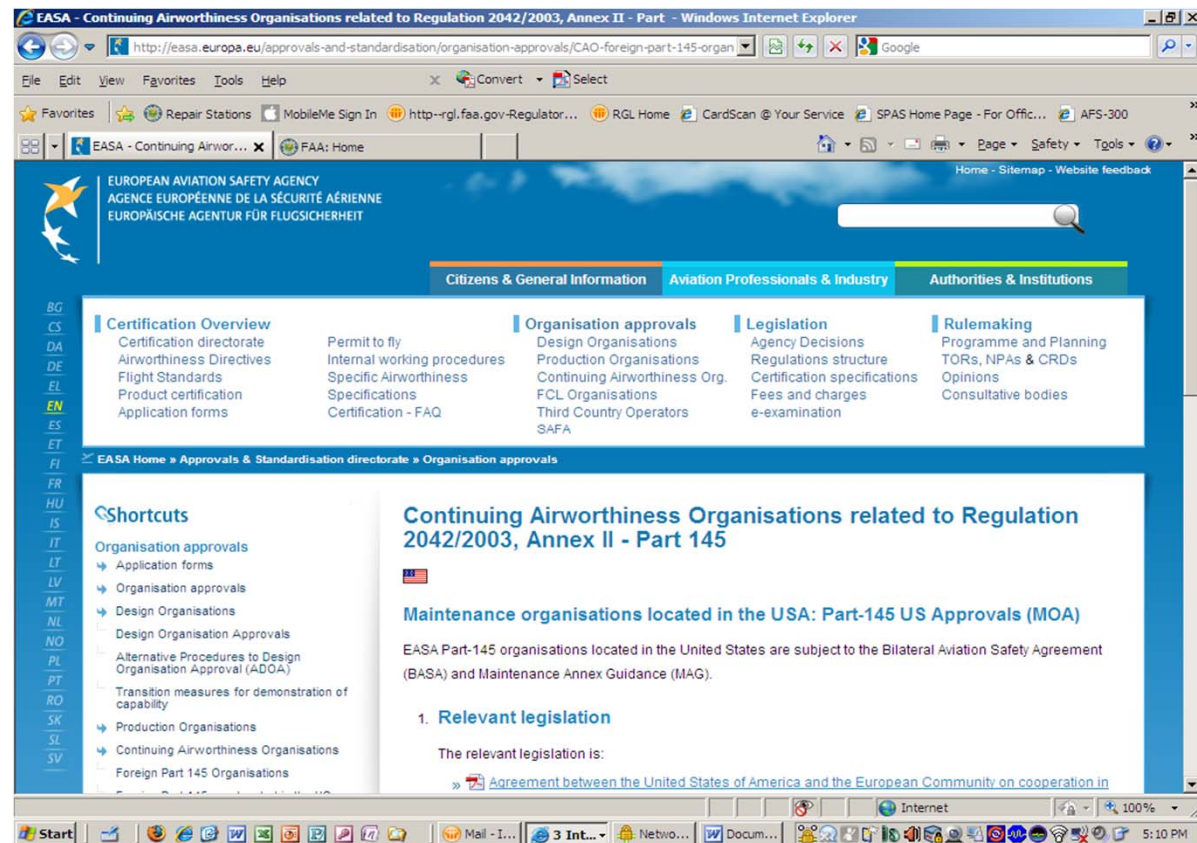 EASA - Continuing Airworthiness Organisations related to Regulation 2042/2003, Annex II - Part - Windows Internet Explorer
http://easa.europa.eu/approvals-and-standardisation/organisation-approvals/CAO-foreign-part-145-organ
Google
File Edit View Favorites Tools Help
Convert Select
Favorites Repair Stations MobileMe Sign In http--rgl.faa.gov-Regulator... RGL Home CardScan @ Your Service SPAS Home Page - For Offic... AFS-300
EASA - Continuing Airwor... FAA: Home
Page Safety Tools
Home - Sitemap - Website feedback
EUROPEAN AVIATION SAFETY AGENCY
AGENCE EUROPÉENNE DE LA SÉCURITÉ AÉRIENNE
EUROPÄISCHE AGENTUR FÜR FLUGSICHERHEIT
Citizens & General Information Aviation Professionals & Industry Authorities & Institutions
BG
CS
DA
DE
EL
EN
ES
ET
FI
FR
HU
IS
IT
LT
LV
MT
NL
NO
PL
PT
RO
SK
SL
SV
Certification Overview
Certification directorate
Airworthiness Directives
Flight Standards
Product certification
Application forms
Permit to fly
Internal working procedures
Specific Airworthiness
Specifications
Certification - FAQ
Organisation approvals
Design Organisations
Production Organisations
Continuing Airworthiness Org.
FCL Organisations
Third Country Operators
SAFA
Legislation
Agency Decisions
Regulations structure
Certification specifications
Fees and charges
e-examination
Rulemaking
Programme and Planning
TORs, NPAs & CRDs
Opinions
Consultative bodies
EASA Home » Approvals & Standardisation directorate » Organisation approvals
Shortcuts
Organisation approvals
Application forms
Organisation approvals
Design Organisations
Design Organisation Approvals
Alternative Procedures to Design
Organisation Approval (ADOA)
Transition measures for demonstration of
capability
Production Organisations
Continuing Airworthiness Organisations
Foreign Part 145 Organisations
Continuing Airworthiness Organisations related to Regulation
2042/2003, Annex II - Part 145
Maintenance organisations located in the USA: Part-145 US Approvals (MOA)
EASA Part-145 organisations located in the United States are subject to the Bilateral Aviation Safety Agreement
(BASA) and Maintenance Annex Guidance (MAG).
1. Relevant legislation
The relevant legislation is:
» Agreement between the United States of America and the European Community on cooperation in
Internet 100%
Start Mail - I... 3 Int... Netwo... Docum... 5:10 PM